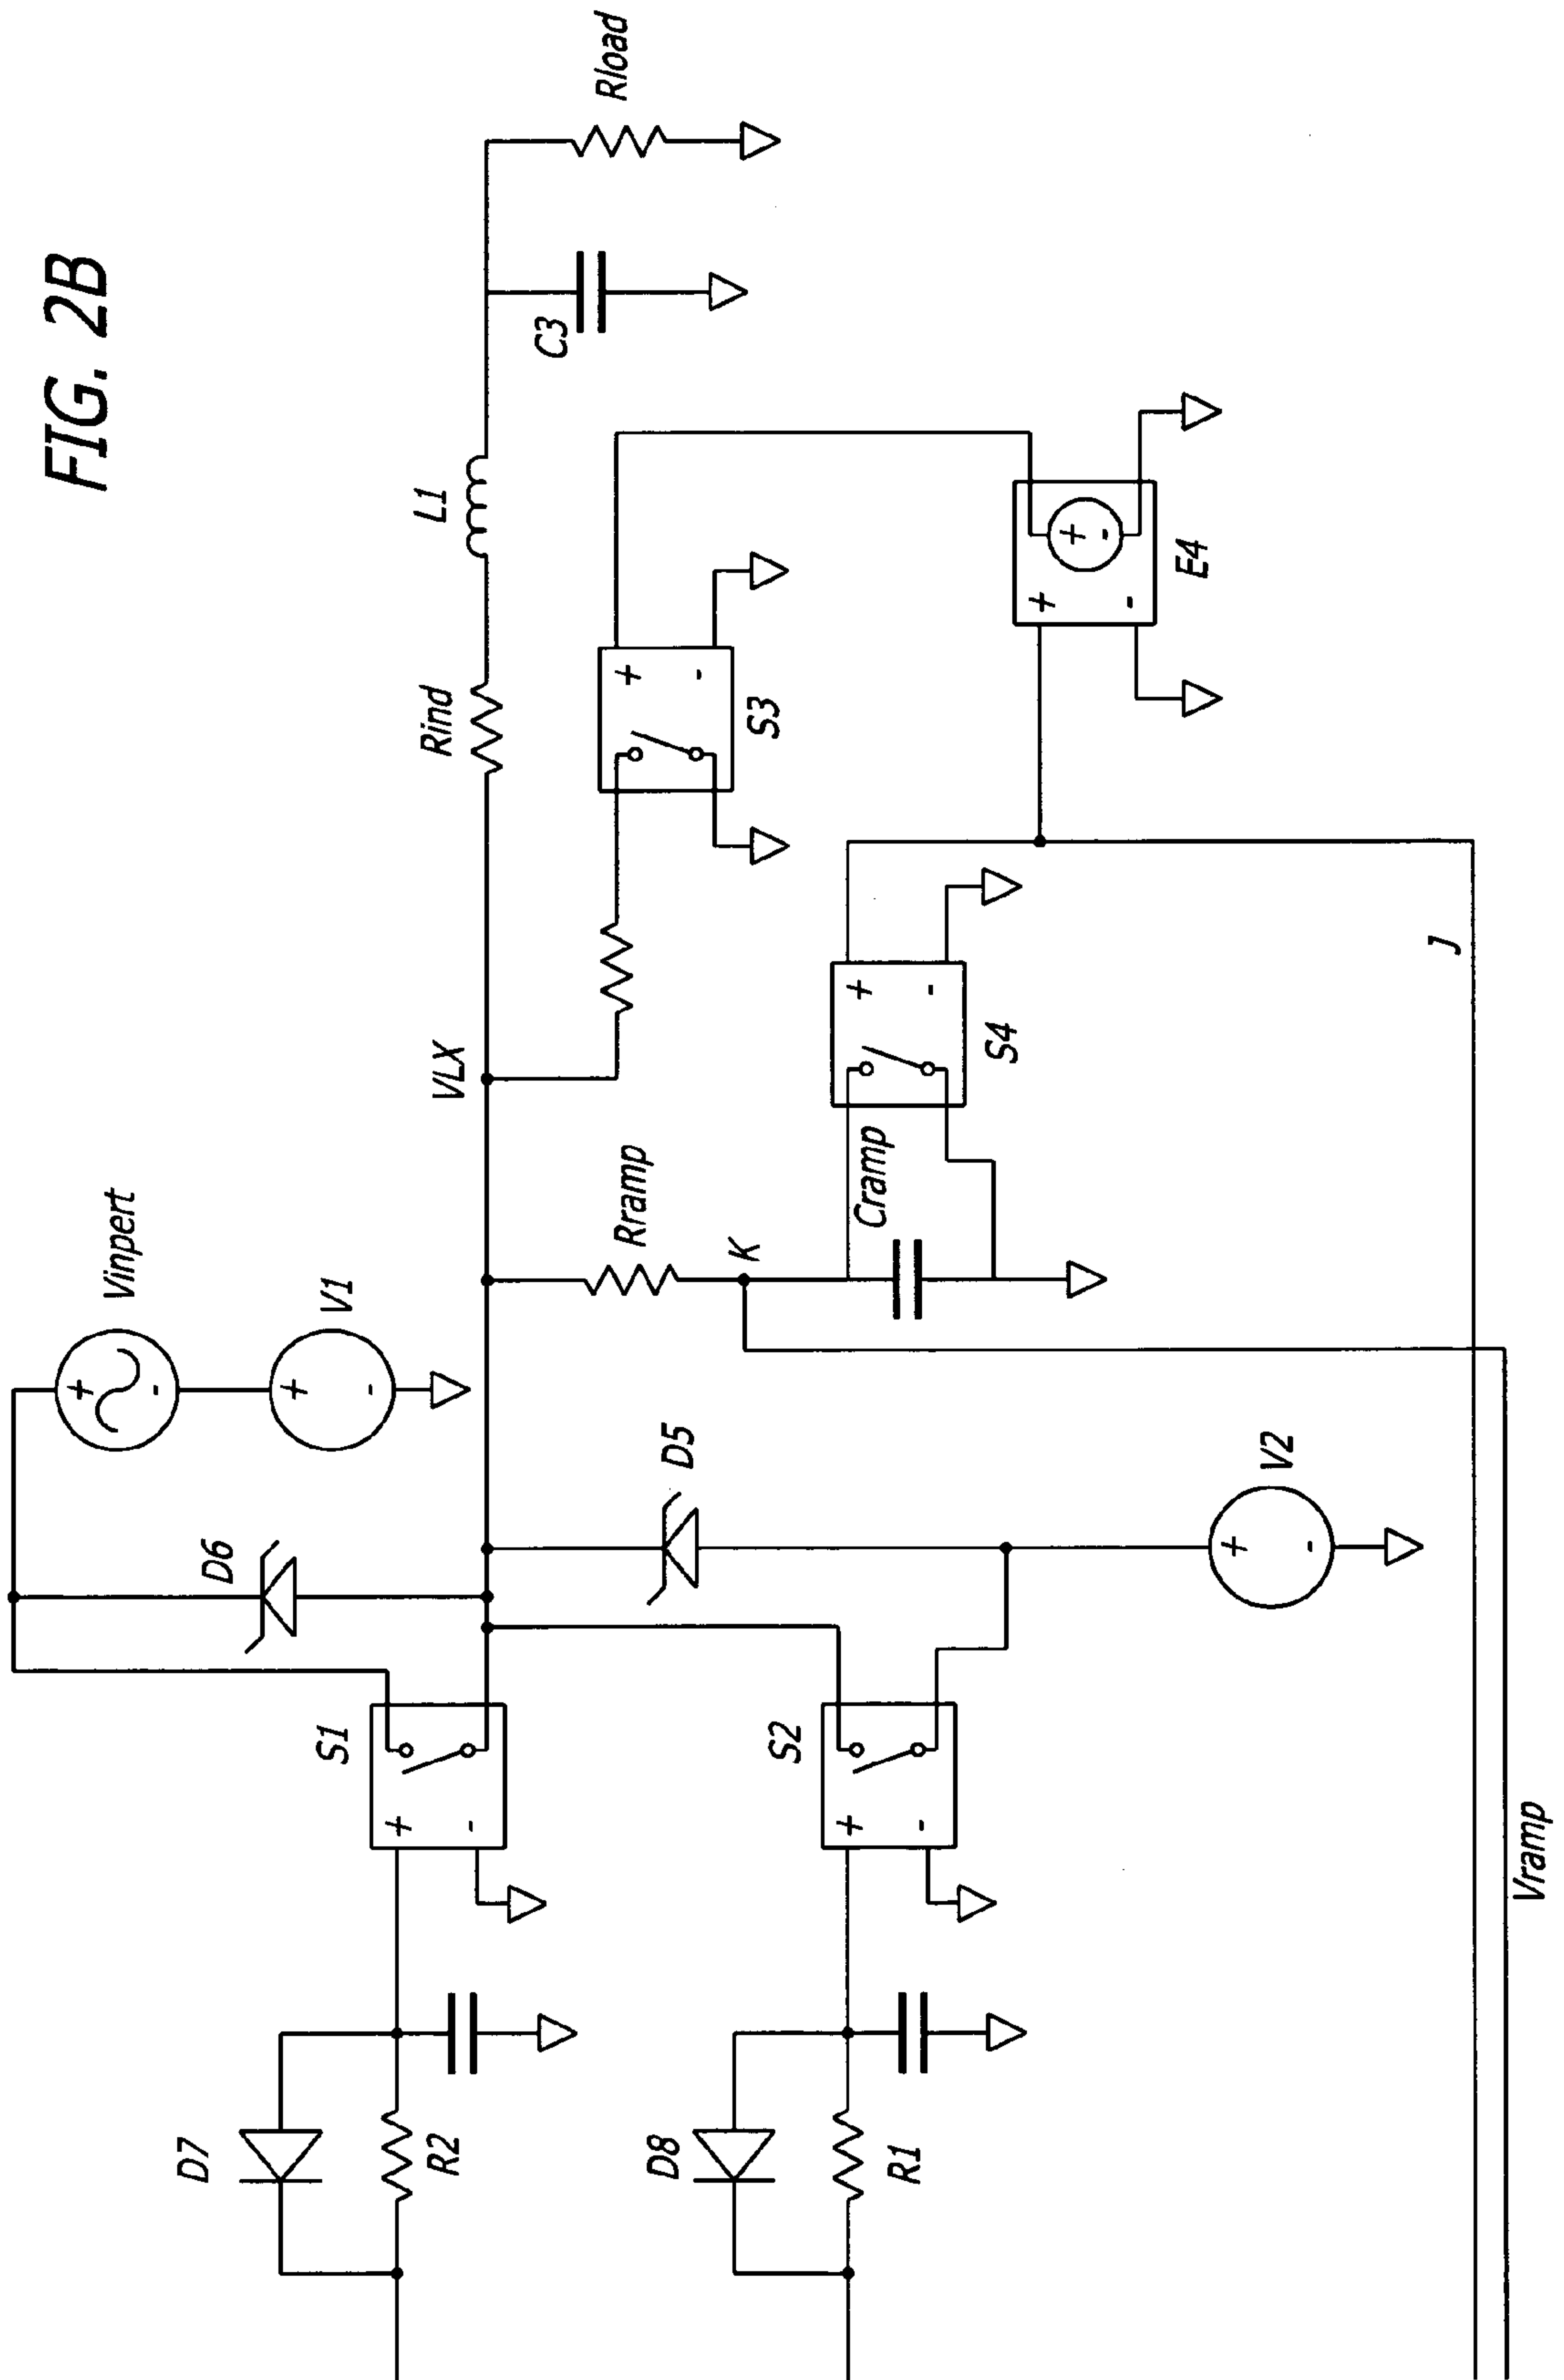 FIG. 2B
Vinpert
+
-
V1
+
-
D6
S1
+
-
D7
R2
VLX
Rind
L1
C3
Rload
D5
Rramp
K
Cramp
S3
+
-
S2
+
-
D8
R1
S4
+
-
E4
+
-
+
-
V2
+
-
J
Vramp